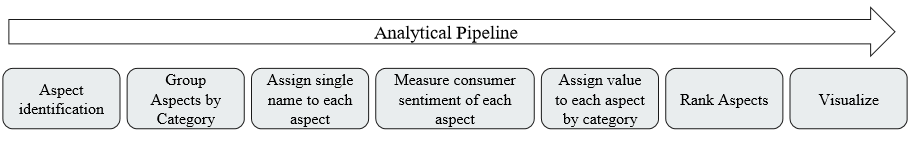 Analytical Pipeline
Aspect
identification
Group
Aspects by
Category
Assign single
name to each
aspect
Measure consumer
sentiment of each
aspect
Assign value
to each aspect
by category
Rank Aspects
Visualize